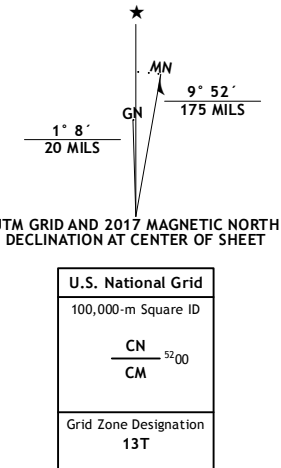 ★
MN
GN
9° 52´
175 MILS
1° 8´
20 MILS
UTM GRID AND 2017 MAGNETIC NORTH
DECLINATION AT CENTER OF SHEET
U.S. National Grid
100,000-m Square ID
CN
5200
CM
Grid Zone Designation
13T